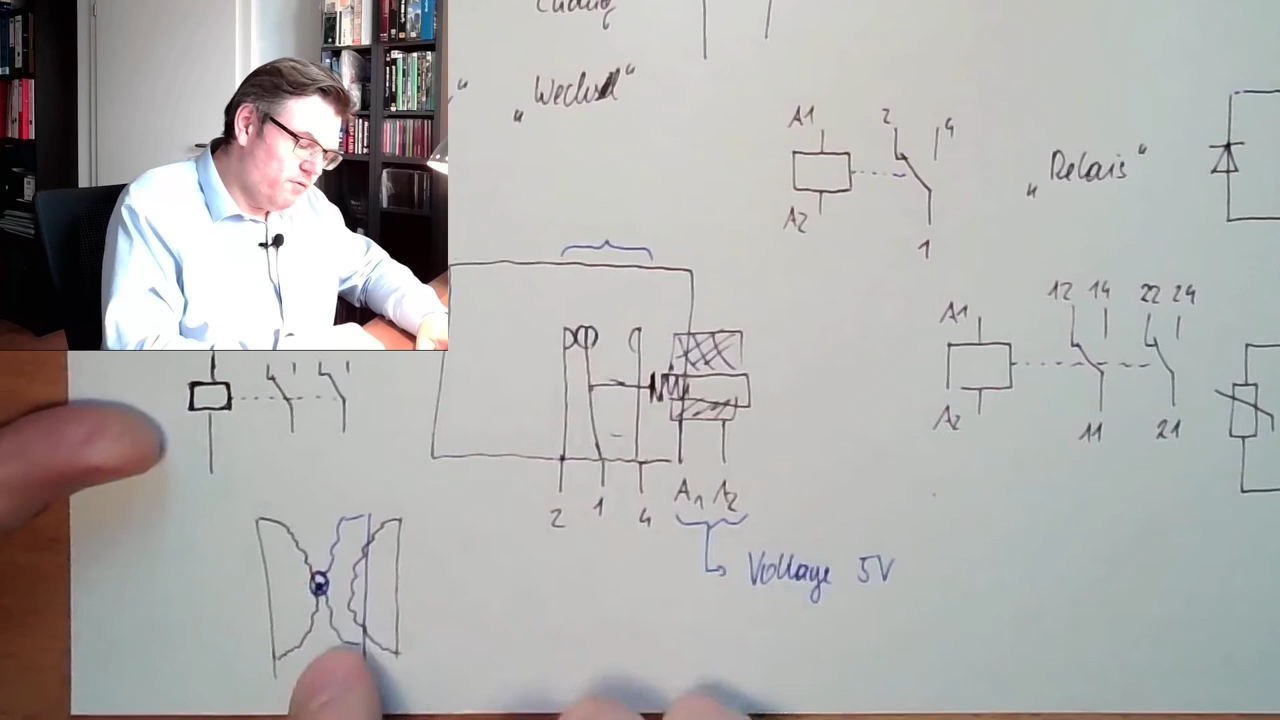 „Wechsel“
A1
2
4
„Relais“
A2
1
12 14 22 24
A1
A2
11
21
2 1 4 A1 A2
Voltage 5V